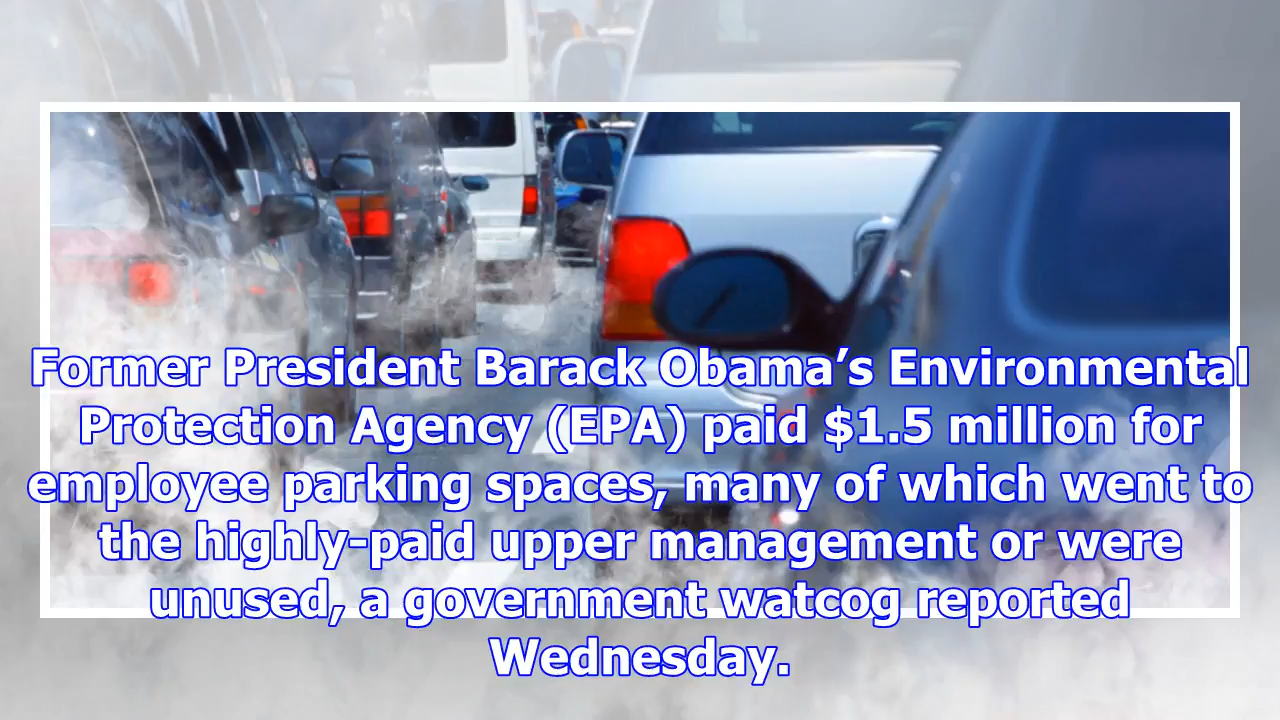 Former President Barack Obama’s Environmental
Protection Agency (EPA) paid $1.5 million for
employee parking spaces, many of which went to
the highly-paid upper management or were
unused, a government watcog reported
Wednesday.